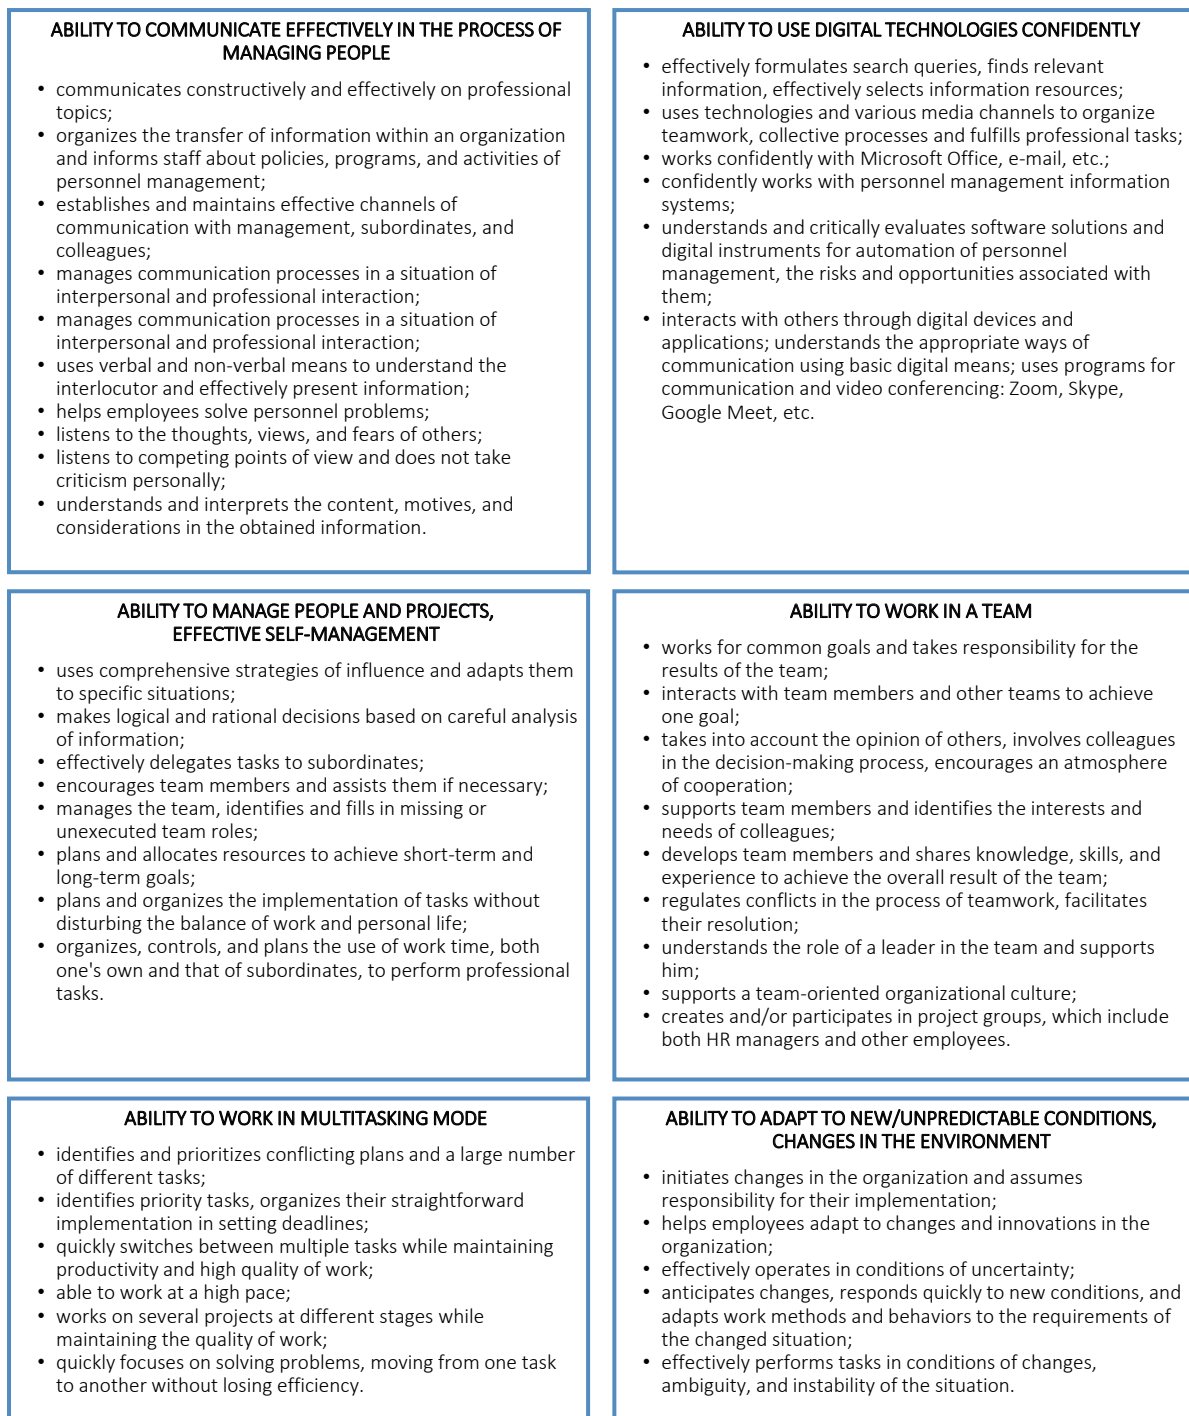 ABILITY TO COMMUNICATE EFFECTIVELY IN THE PROCESS OF
MANAGING PEOPLE
• communicates constructively and effectively on professional
topics;
• organizes the transfer of information within an organization
and informs staff about policies, programs, and activities of
personnel management;
• establishes and maintains effective channels of
communication with management, subordinates, and
colleagues;
• manages communication processes in a situation of
interpersonal and professional interaction;
• manages communication processes in a situation of
interpersonal and professional interaction;
• uses verbal and non-verbal means to understand the
interlocutor and effectively present information;
• helps employees solve personnel problems;
• listens to the thoughts, views, and fears of others;
• listens to competing points of view and does not take
criticism personally;
• understands and interprets the content, motives, and
considerations in the obtained information.
ABILITY TO USE DIGITAL TECHNOLOGIES CONFIDENTLY
• effectively formulates search queries, finds relevant
information, effectively selects information resources;
• uses technologies and various media channels to organize
teamwork, collective processes and fulfills professional tasks;
• works confidently with Microsoft Office, e-mail, etc.;
• confidently works with personnel management information
systems;
• understands and critically evaluates software solutions and
digital instruments for automation of personnel
management, the risks and opportunities associated with
them;
• interacts with others through digital devices and
applications; understands the appropriate ways of
communication using basic digital means; uses programs for
communication and video conferencing: Zoom, Skype,
Google Meet, etc.
ABILITY TO MANAGE PEOPLE AND PROJECTS,
EFFECTIVE SELF-MANAGEMENT
• uses comprehensive strategies of influence and adapts them
to specific situations;
• makes logical and rational decisions based on careful analysis
of information;
• effectively delegates tasks to subordinates;
• encourages team members and assists them if necessary;
• manages the team, identifies and fills in missing or
unexecuted team roles;
• plans and allocates resources to achieve short-term and
long-term goals;
• plans and organizes the implementation of tasks without
disturbing the balance of work and personal life;
• organizes, controls, and plans the use of work time, both
one's own and that of subordinates, to perform professional
tasks.
ABILITY TO WORK IN A TEAM
• works for common goals and takes responsibility for the
results of the team;
• interacts with team members and other teams to achieve
one goal;
• takes into account the opinion of others, involves colleagues
in the decision-making process, encourages an atmosphere
of cooperation;
• supports team members and identifies the interests and
needs of colleagues;
• develops team members and shares knowledge, skills, and
experience to achieve the overall result of the team;
• regulates conflicts in the process of teamwork, facilitates
their resolution;
• understands the role of a leader in the team and supports
him;
• supports a team-oriented organizational culture;
• creates and/or participates in project groups, which include
both HR managers and other employees.
ABILITY TO WORK IN MULTITASKING MODE
• identifies and prioritizes conflicting plans and a large number
of different tasks;
• identifies priority tasks, organizes their straightforward
implementation in setting deadlines;
• quickly switches between multiple tasks while maintaining
productivity and high quality of work;
• able to work at a high pace;
• works on several projects at different stages while
maintaining the quality of work;
• quickly focuses on solving problems, moving from one task
to another without losing efficiency.
ABILITY TO ADAPT TO NEW/UNPREDICTABLE CONDITIONS,
CHANGES IN THE ENVIRONMENT
• initiates changes in the organization and assumes
responsibility for their implementation;
• helps employees adapt to changes and innovations in the
organization;
• effectively operates in conditions of uncertainty;
• anticipates changes, responds quickly to new conditions, and
adapts work methods and behaviors to the requirements of
the changed situation;
• effectively performs tasks in conditions of changes,
ambiguity, and instability of the situation.